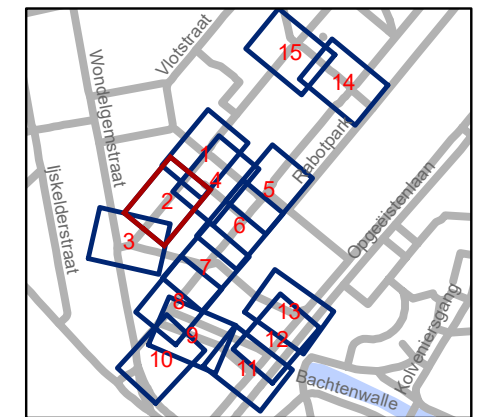 Vlotstraat
Wondelgemstraat
Ijskelderstraat
Rabotpark
Opgeëistenlaan
Kolveniersgang
Bachtenwalle
15
14
1
4
5
2
6
3
7
8
9
10
13
12
11